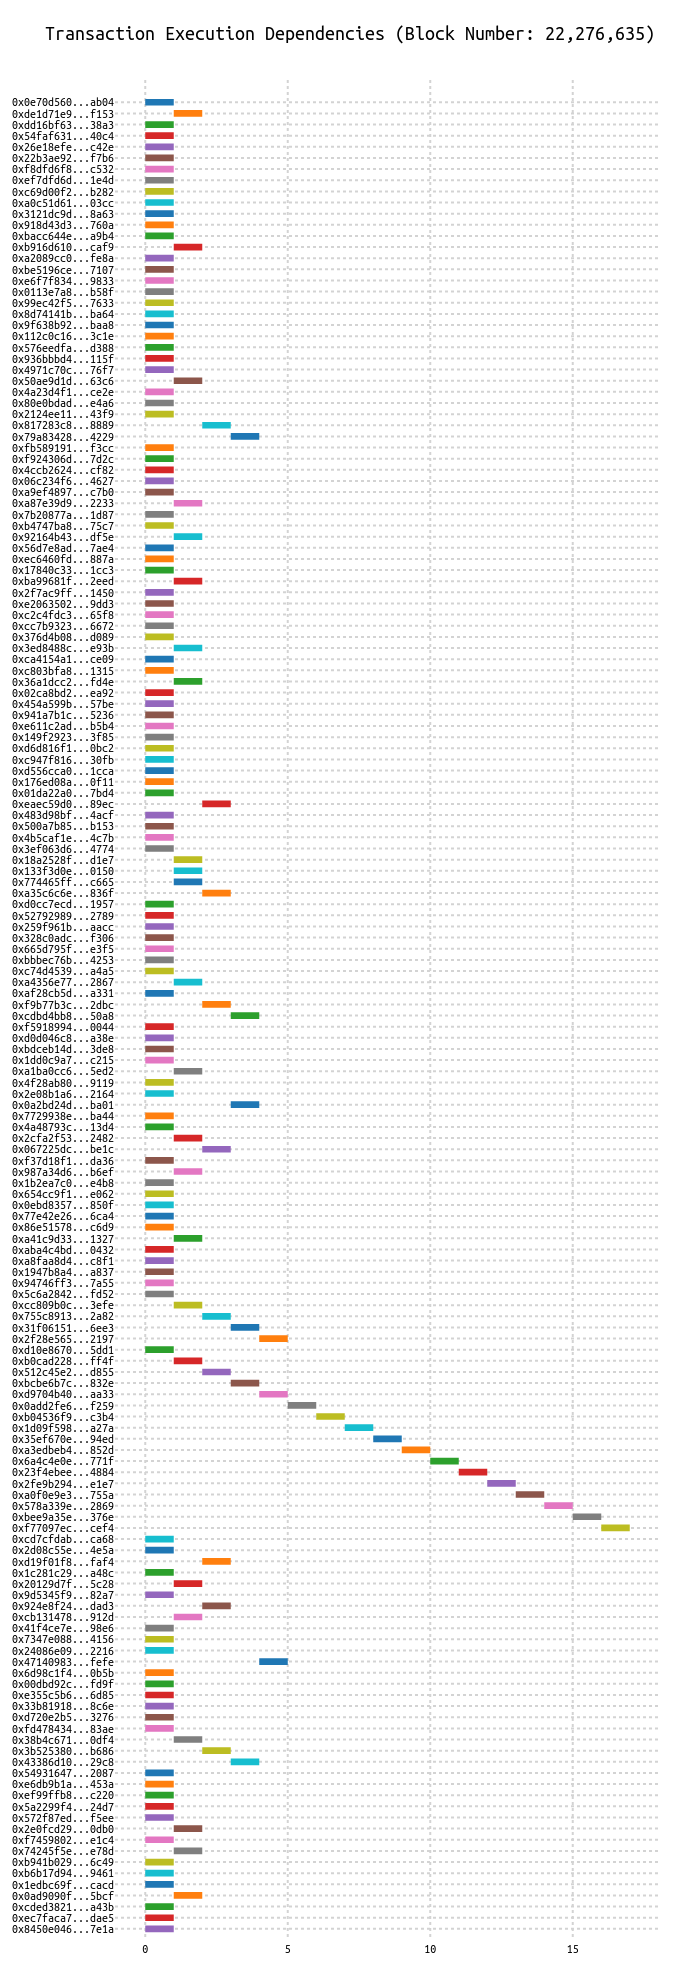 Transaction Execution Dependencies (Block Number: 22,276,635)
0x0e70d560...ab04
0xde1d71e9...f153
0xdd16bf63...38a3
0x54faf631...40c4
0x26e18efe...c42e
0x22b3ae92...f7b6
0xf8dfd6f8...c532
0xef7dfd6d...1e4d
0xc69d00f2...b282
0xa0c51d61...03cc
0x3121dc9d...8a63
0x918d43d3...760a
0xbacc644e...a9b4
0xb916d610...caf9
0xa2089cc0...fe8a
0xbe5196ce...7107
0xe6f7f834...9833
0x0113e7a8...b58f
0x99ec42f5...7633
0x8d74141b...ba64
0x9f638b92...baa8
0x112c0c16...3c1e
0x576eedfa...d388
0x936bbbd4...115f
0x4971c70c...76f7
0x50ae9d1d...63c6
0x4a23d4f1...ce2e
0x80e0bdad...e4a6
0x2124ee11...43f9
0x817283c8...8889
0x79a83428...4229
0xfb589191...f3cc
0xf924306d...7d2c
0x4ccb2624...cf82
0x06c234f6...4627
0xa9ef4897...c7b0
0xa87e39d9...2233
0x7b20877a...1d87
0xb4747ba8...75c7
0x92164b43...df5e
0x56d7e8ad...7ae4
0xec6460fd...887a
0x17840c33...1cc3
0xba99681f...2eed
0x2f7ac9ff...1450
0xe2063502...9dd3
0xc2c4fdc3...65f8
0xcc7b9323...6672
0x376d4b08...d089
0x3ed8488c...e93b
0xca4154a1...ce09
0xc803bfa8...1315
0x36a1dcc2...fd4e
0x02ca8bd2...ea92
0x454a599b...57be
0x941a7b1c...5236
0xe611c2ad...b5b4
0x149f2923...3f85
0xd6d816f1...0bc2
0xc947f816...30fb
0xd556cca0...1cca
0x176ed08a...0f11
0x01da22a0...7bd4
0xeaec59d0...89ec
0x483d98bf...4acf
0x500a7b85...b153
0x4b5caf1e...4c7b
0x3ef063d6...4774
0x18a2528f...d1e7
0x133f3d0e...0150
0x774465ff...c665
0xa35c6c6e...836f
0xd0cc7ecd...1957
0x52792989...2789
0x259f961b...aacc
0x328c0adc...f306
0x665d795f...e3f5
0xbbbec76b...4253
0xc74d4539...a4a5
0xa4356e77...2867
0xaf28cb5d...a331
0xf9b77b3c...2dbc
0xcdbd4bb8...50a8
0xf5918994...0044
0xd0d046c8...a38e
0xbdceb14d...3de8
0x1dd0c9a7...c215
0xa1ba0cc6...5ed2
0x4f28ab80...9119
0x2e08b1a6...2164
0x0a2bd24d...ba01
0x7729938e...ba44
0x4a48793c...13d4
0x2cfa2f53...2482
0x067225dc...be1c
0xf37d18f1...da36
0x987a34d6...b6ef
0x1b2ea7c0...e4b8
0x654cc9f1...e062
0x0ebd8357...850f
0x77e42e26...6ca4
0x86e51578...c6d9
0xa41c9d33...1327
0xaba4c4bd...0432
0xa8faa8d4...c8f1
0x1947b8a4...a837
0x94746ff3...7a55
0x5c6a2842...fd52
0xcc809b0c...3efe
0x755c8913...2a82
0x31f06151...6ee3
0x2f28e565...2197
0xd10e8670...5dd1
0xb0cad228...ff4f
0x512c45e2...d855
0xbcbe6b7c...832e
0xd9704b40...aa33
0x0add2fe6...f259
0xb04536f9...c3b4
0x1d09f598...a27a
0x35ef670e...94ed
0xa3edbeb4...852d
0x6a4c4e0e...771f
0x23f4ebee...4884
0x2fe9b294...e1e7
0xa0f0e9e3...755a
0x578a339e...2869
0xbee9a35e...376e
0xf77097ec...cef4
0xcd7cfdab...ca68
0x2d08c55e...4e5a
0xd19f01f8...faf4
0x1c281c29...a48c
0x20129d7f...5c28
0x9d5345f9...82a7
0x924e8f24...dad3
0xcb131478...912d
0x41f4ce7e...98e6
0x7347e088...4156
0x24086e09...2216
0x47140983...fefe
0x6d98c1f4...0b5b
0x00dbd92c...fd9f
0xe355c5b6...6d85
0x33b81918...8c6e
0xd720e2b5...3276
0xfd478434...83ae
0x38b4c671...0df4
0x3b525380...b686
0x43386d10...29c8
0x54931647...2087
0xe6db9b1a...453a
0xef99ffb8...c220
0x5a2299f4...24d7
0x572f87ed...f5ee
0x2e0fcd29...0db0
0xf7459802...e1c4
0x74245f5e...e78d
0xb941b029...6c49
0xb6b17d94...9461
0x1edbc69f...cacd
0x0ad9090f...5bcf
0xcded3821...a43b
0xec7faca7...dae5
0x8450e046...7e1a
0 5 10 15